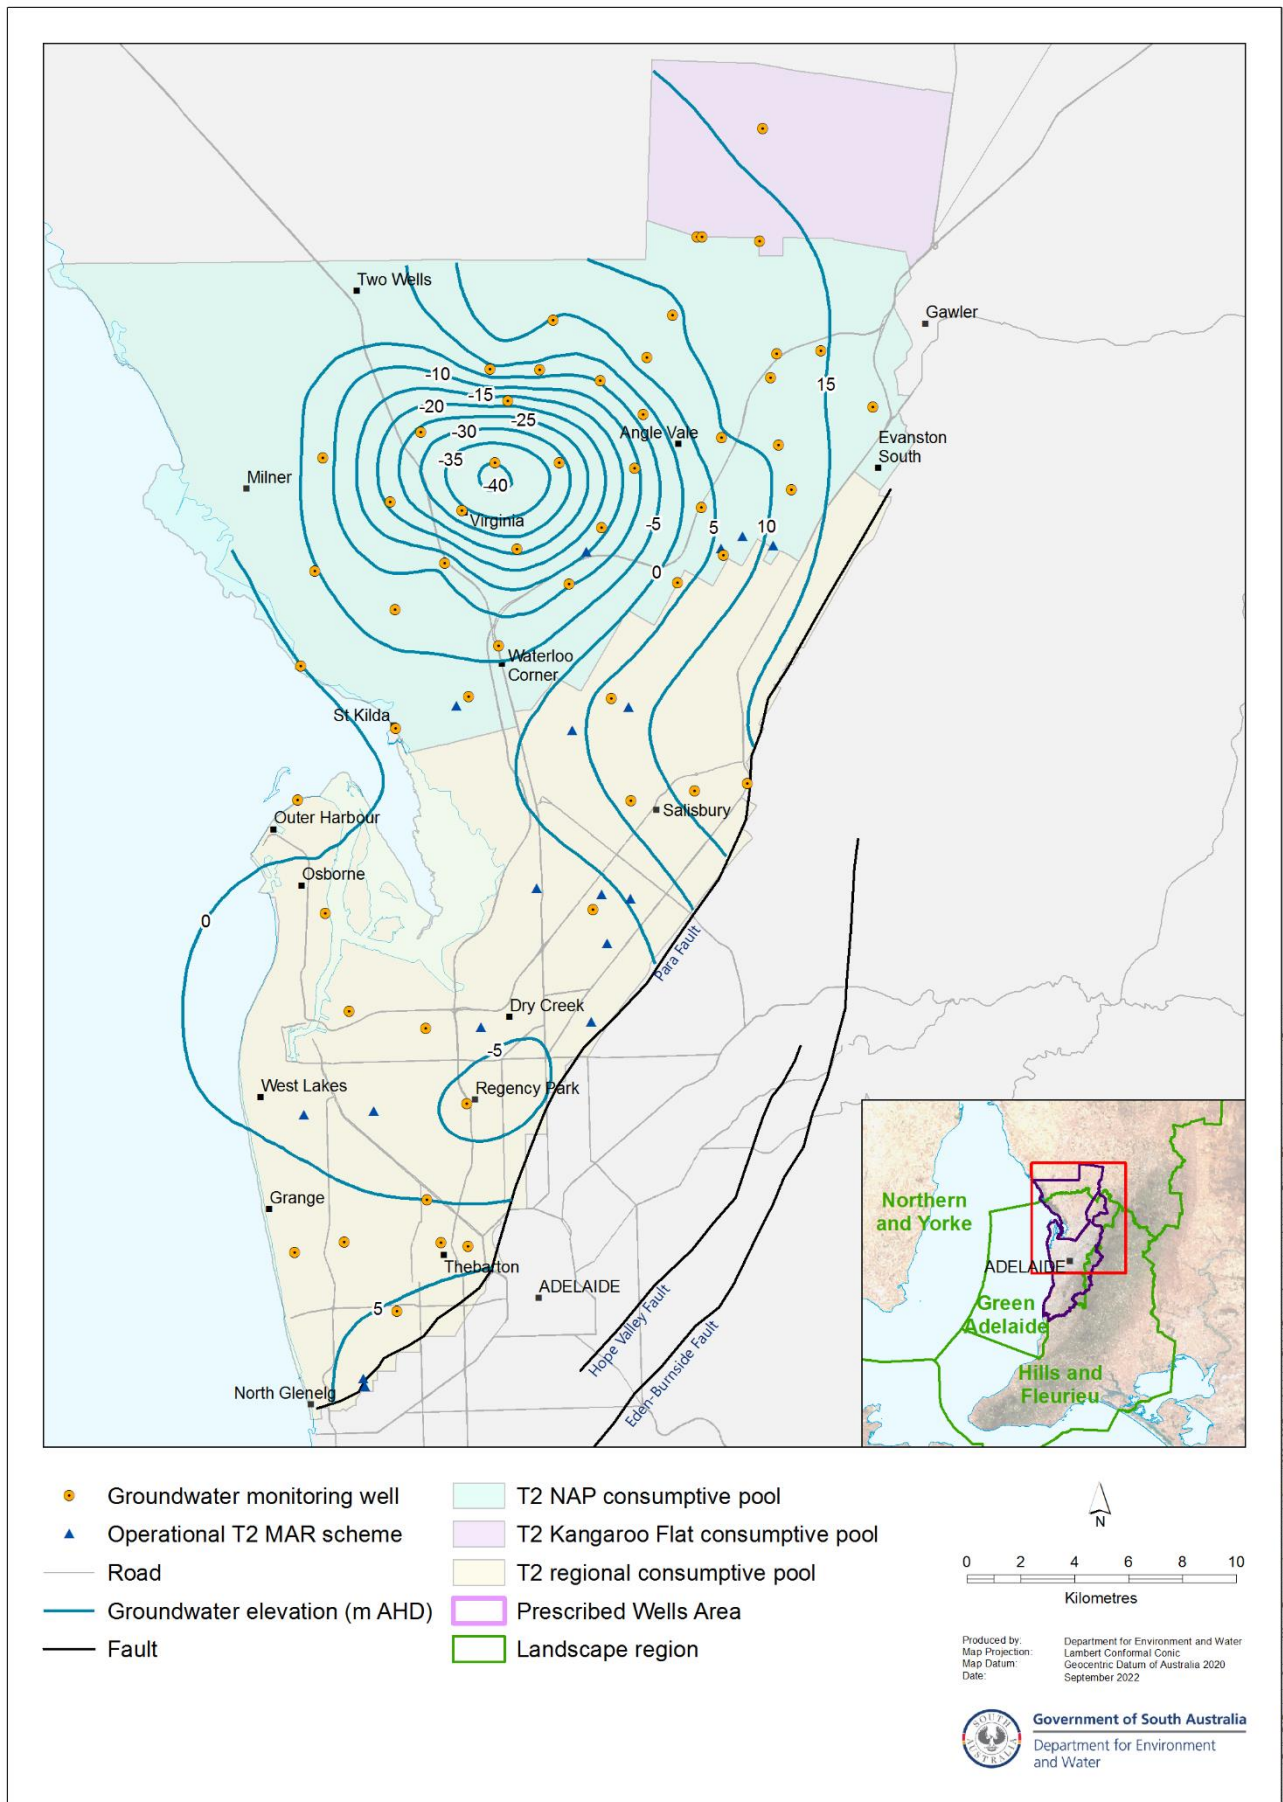 Two Wells
Gawler
-10
15
-15
-20
-25
-30
Angle Vale
Evanston
South
-35
Milner
-40
Virginia
-5
5
10
0
Waterloo
Corner
St Kilda
Salisbury
Outer Harbour
Osborne
0
Para Fault
Dry Creek
-5
West Lakes
Regency Park
Grange
Thebarton
ADELAIDE
5
Hope Valley Fault
North Glenelg
Eden-Burnside Fault
Northern
and Yorke
ADELAIDE
Green
Adelaide
Hills and
Fleurieu
Groundwater monitoring well
Operational T2 MAR scheme
Road
Groundwater elevation (m AHD)
Fault
T2 NAP consumptive pool
T2 Kangaroo Flat consumptive pool
T2 regional consumptive pool
Prescribed Wells Area
Landscape region
N
0 2 4 6 8 10
Kilometres
Produced by: Department for Environment and Water
Map Projection: Lambert Conformal Conic
Map Datum: Geocentric Datum of Australia 2020
Date: September 2022
SOUTH AUSTRALIA
Government of South Australia
Department for Environment
and Water